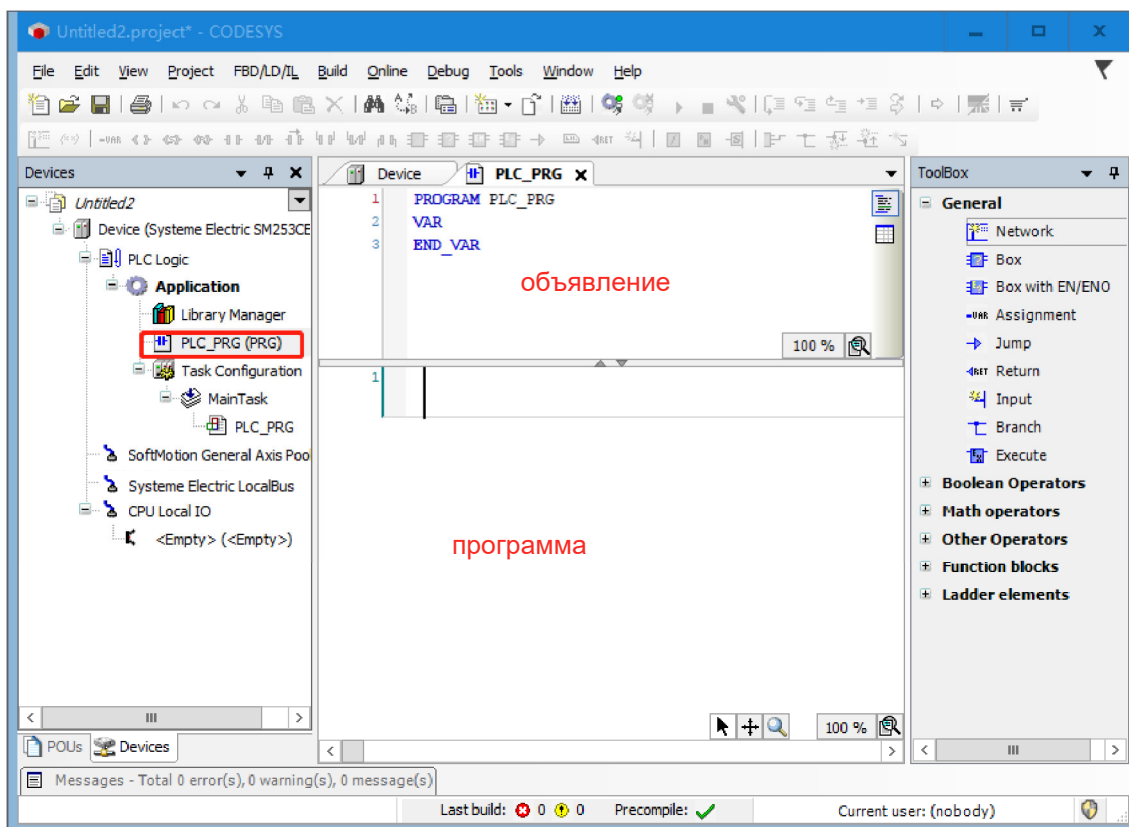 Untitled2.project* - CODESYS
File Edit View Project FBD/LD/IL Build Online Debug Tools Window Help
Devices
Untitled2
Device (Systeme Electric SM253CE
PLC Logic
Application
Library Manager
PLC_PRG (PRG)
Task Configuration
MainTask
PLC_PRG
SoftMotion General Axis Poo
Systeme Electric LocalBus
CPU Local IO
<Empty> (<Empty>)
POUs Devices
Device PLC_PRG
1 PROGRAM PLC_PRG
2 VAR
3 END_VAR
объявление
100 %
1
программа
100 %
ToolBox
General
Network
Box
Box with EN/ENO
-VAR Assignment
Jump
RET Return
Input
Branch
Execute
Boolean Operators
Math operators
Other Operators
Function blocks
Ladder elements
Messages - Total 0 error(s), 0 warning(s), 0 message(s)
Last build: 0 0 Precompile: Current user: (nobody)